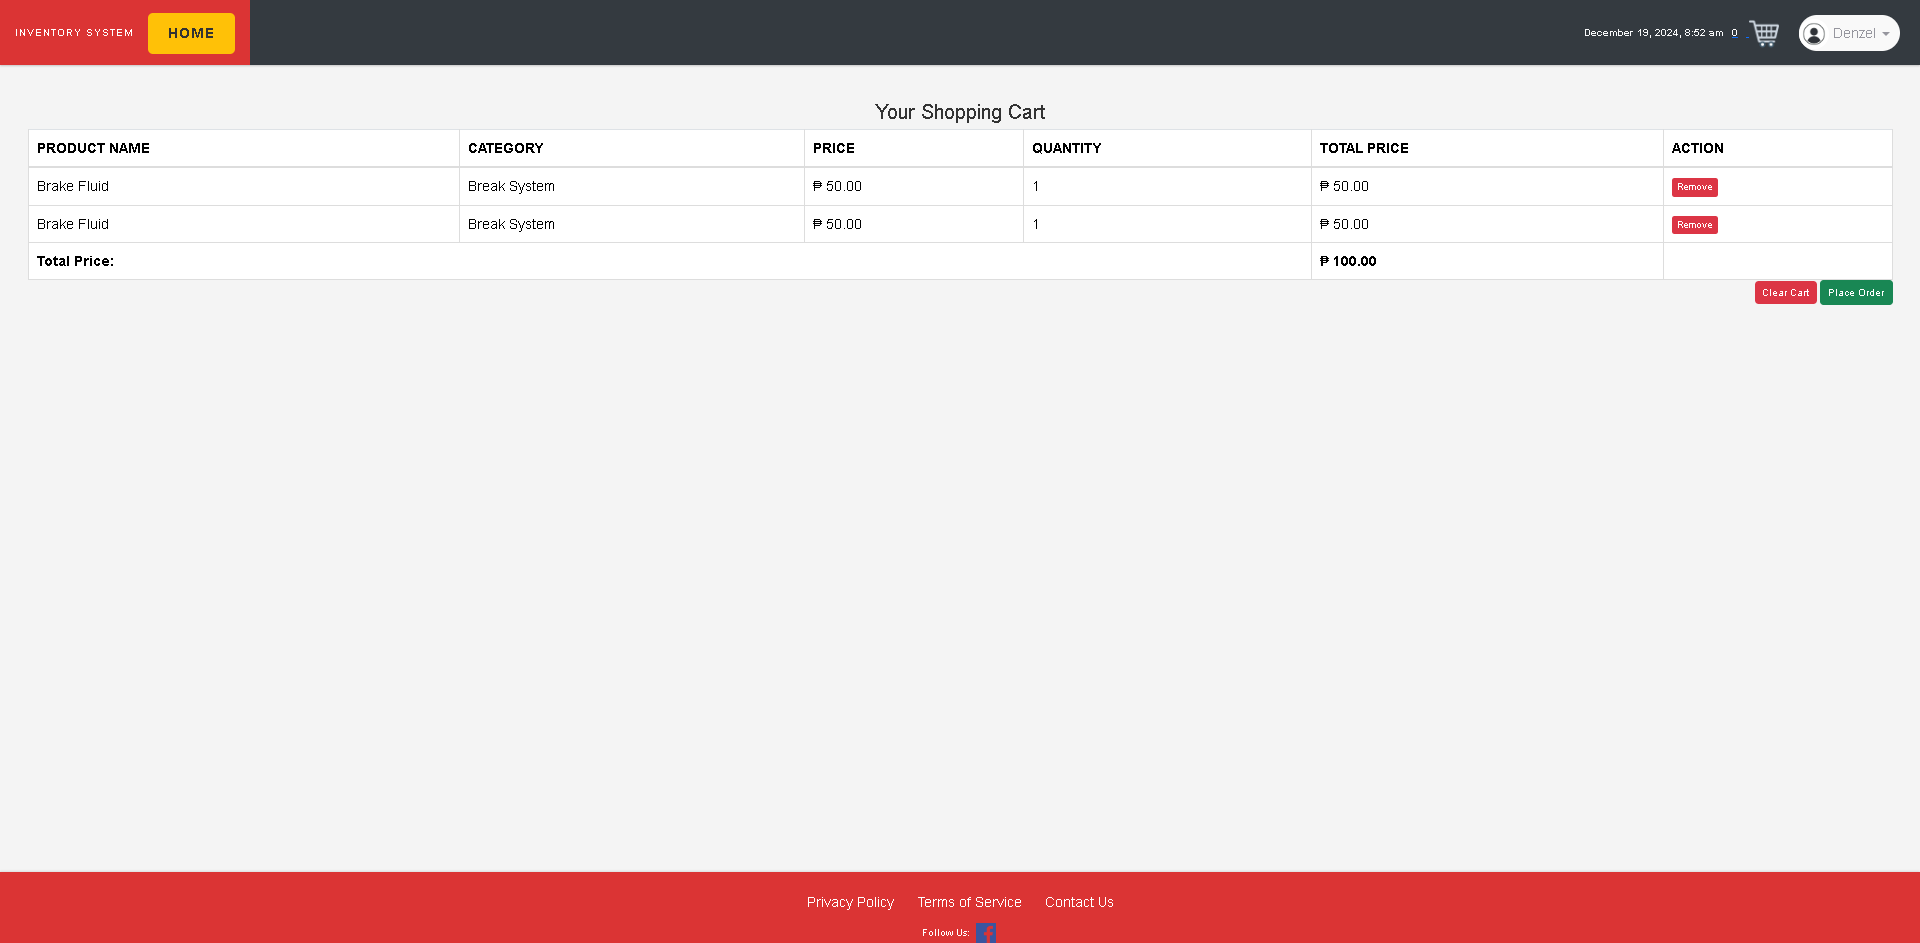 INVENTORY SYSTEM HOME December 19, 2024, 8:52 am 0 Denzel
Your Shopping Cart
PRODUCT NAME CATEGORY PRICE QUANTITY TOTAL PRICE ACTION
Brake Fluid Break System ₱ 50.00 1 ₱ 50.00 Remove
Brake Fluid Break System ₱ 50.00 1 ₱ 50.00 Remove
Total Price: ₱ 100.00
Clear Cart Place Order
Privacy Policy Terms of Service Contact Us
Follow Us: